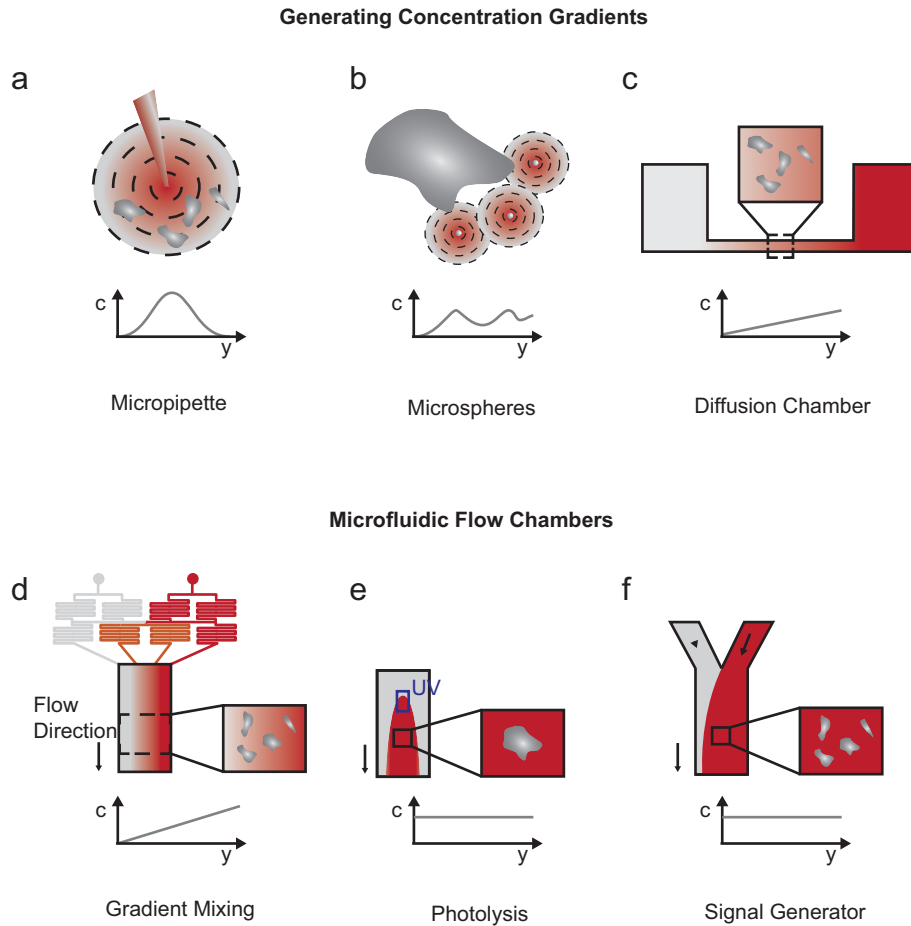 Generating Concentration Gradients
a
b
c
c
y
c
y
c
y
Micropipette
Microspheres
Diffusion Chamber
Microfluidic Flow Chambers
d
e
f
UV
Flow
Direction
c
y
c
y
c
y
Gradient Mixing
Photolysis
Signal Generator